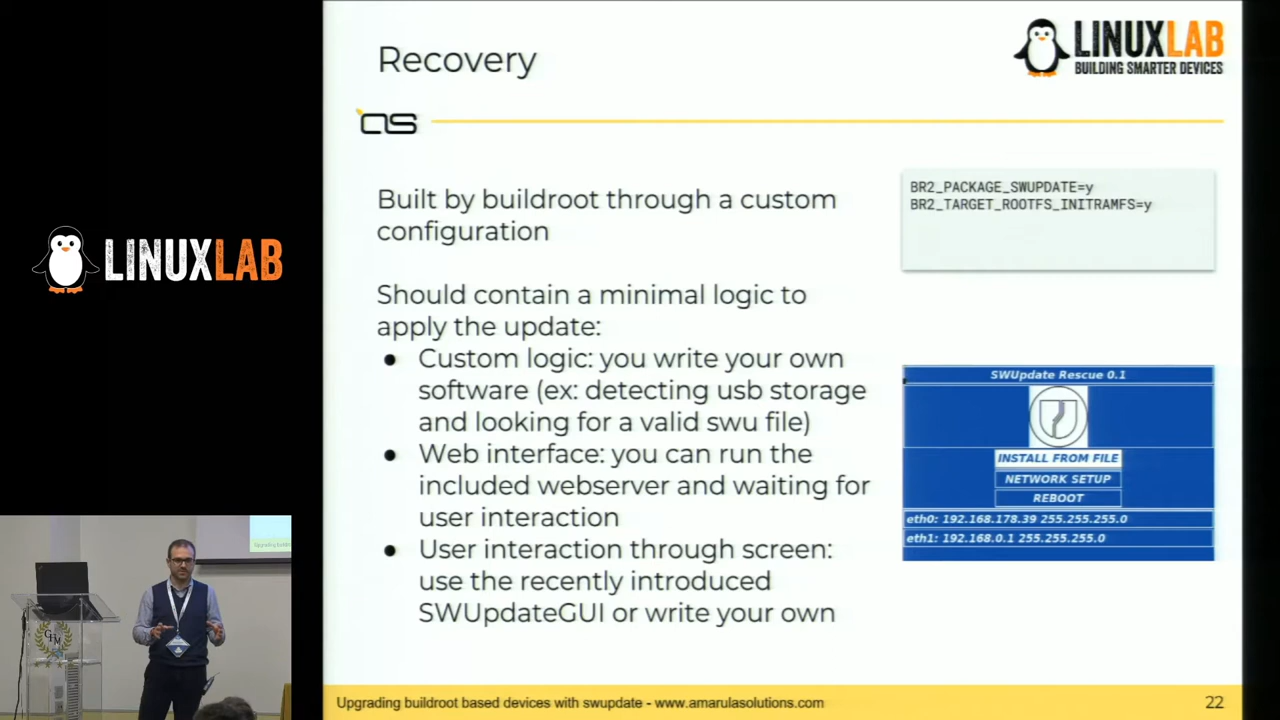 LINUXLAB
Recovery
LINUXLAB
BUILDING SMARTER DEVICES
as
Built by buildroot through a custom
configuration
Should contain a minimal logic to
apply the update:
● Custom logic: you write your own
software (ex: detecting usb storage
and looking for a valid swu file)
● Web interface: you can run the
included webserver and waiting for
user interaction
● User interaction through screen:
use the recently introduced
SWUpdateGUI or write your own
BR2_PACKAGE_SWUPDATE=y
BR2_TARGET_ROOTFS_INITRAMFS=y
SWUpdate Rescue 0.1
INSTALL FROM FILE
NETWORK SETUP
REBOOT
eth0: 192.168.178.39 255.255.255.0
eth1: 192.168.0.1 255.255.255.0
Upgrading buildroot based devices with swupdate - www.amarulasolutions.com
22